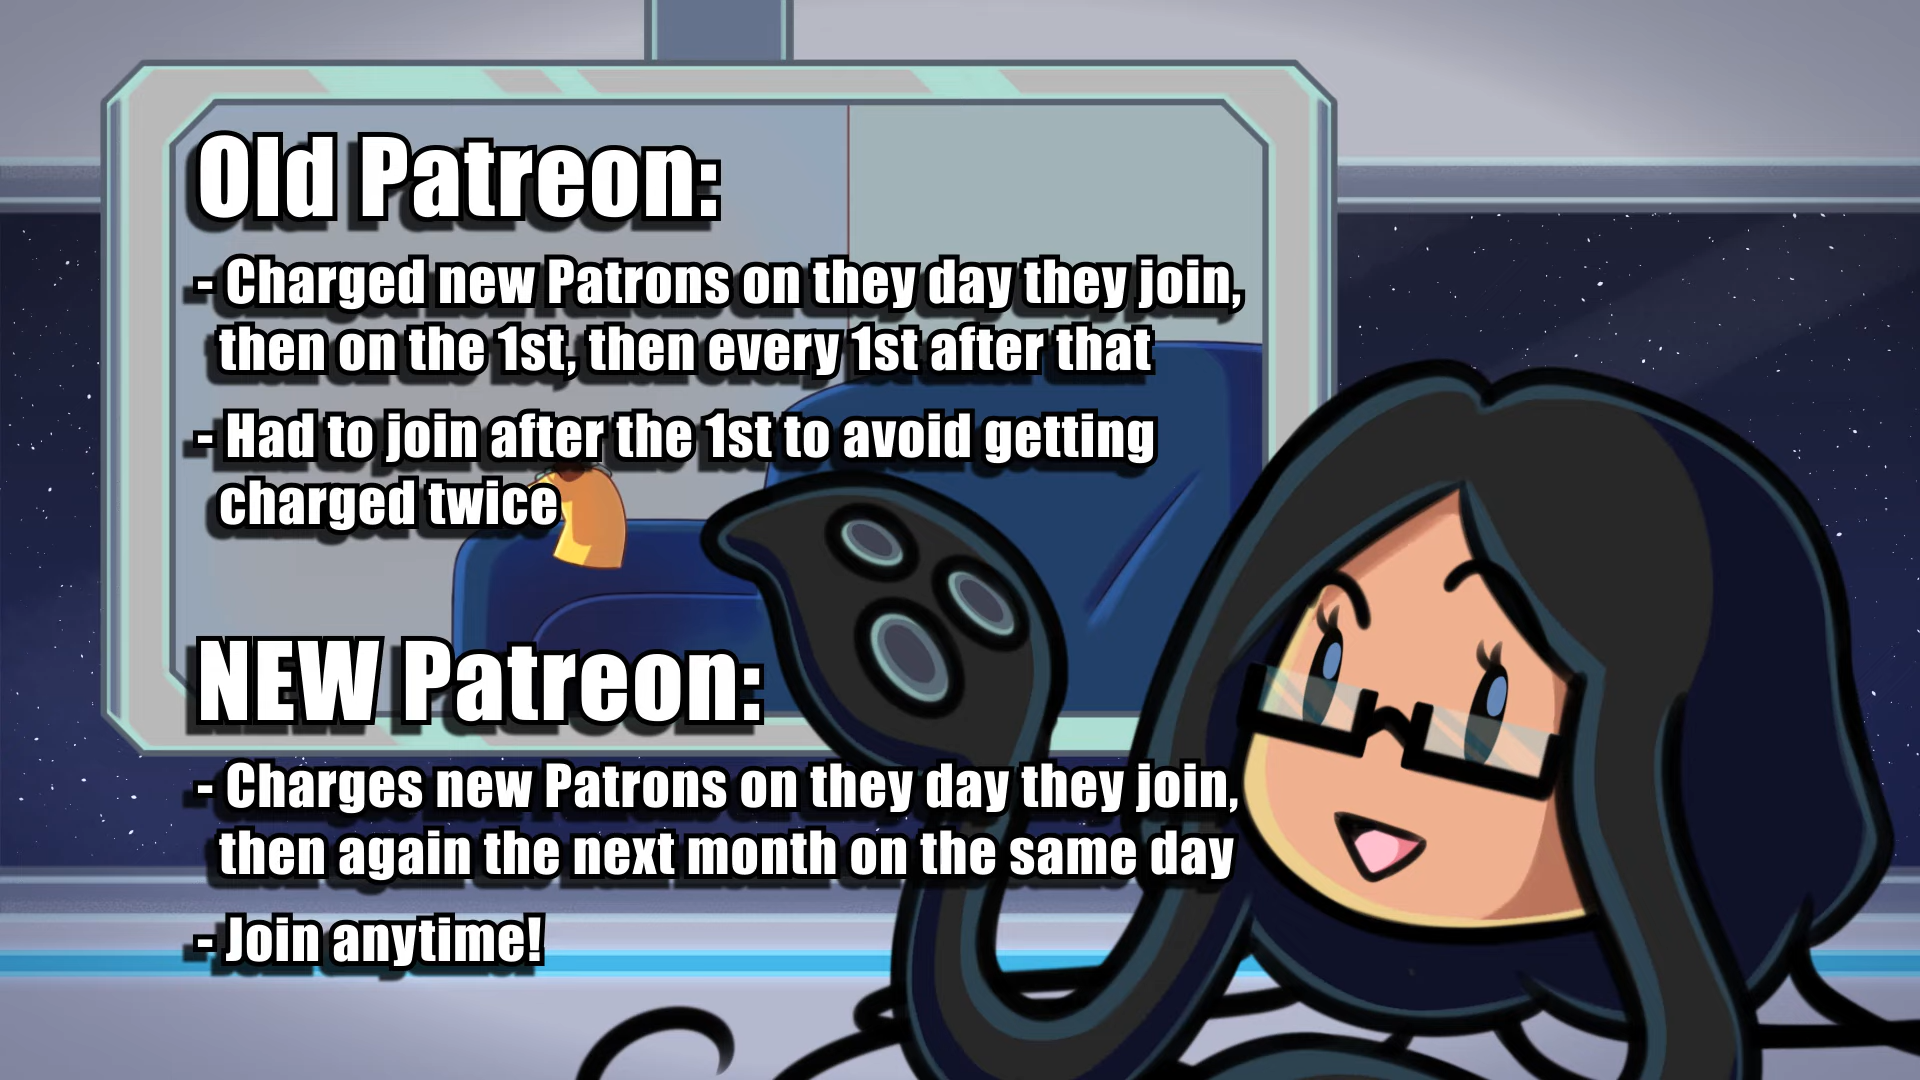 Old Patreon:
- Charged new Patrons on they day they join,
then on the 1st, then every 1st after that
- Had to join after the 1st to avoid getting
charged twice
NEW Patreon:
- Charges new Patrons on they day they join,
then again the next month on the same day
- Join anytime!